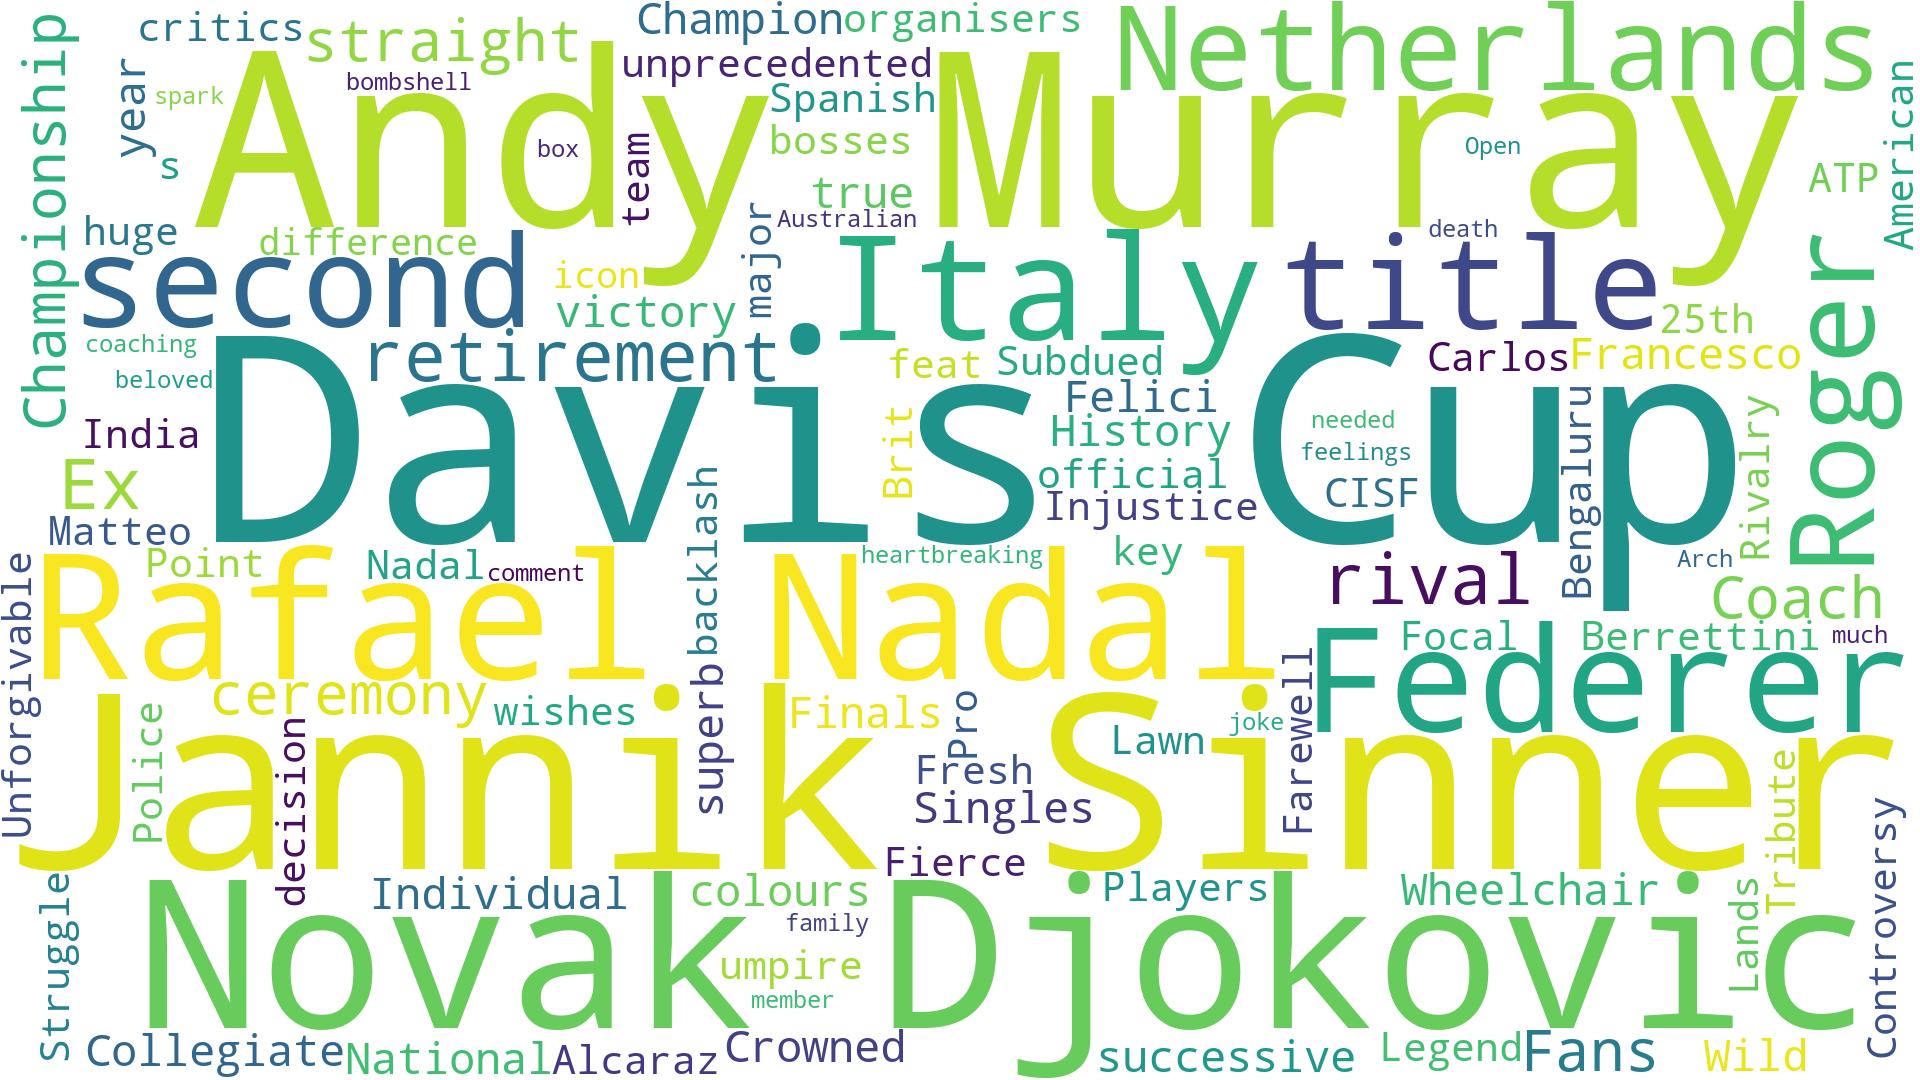 Championship
critics
straight
Champion
organisers
Netherlands
year
spark
bombshell
unprecedented
Spanish
American
Andy Murray
box
team
bosses
Open
s
true
ATP
Australian
huge
difference
major
death
second
icon
victory
Italy
title
25th
Roger
coaching
retirement
feat
Subdued
Carlos
Francesco
beloved
Felici
India
Davis Cup
Brit
History
needed
feelings
Bengaluru
Rivalry
Ex
official
Injustice
CISF
backlash
Matteo
Point
Nadal
comment
heartbreaking
key
rival
Arch
Coach
Unforgivable
Rafael Nadal
Focal
Berrettini
much
Federer
ceremony
wishes
superb
Finals
Pro
Lawn
joke
Farewell
Police
decision
Jannik Sinner
Fresh
Singles
Tribute
Controversy
Fierce
Struggle
Individual
colours
Players
Wheelchair
Lands
family
Novak Djokovic
umpire
member
Collegiate
National
Alcaraz
Crowned
successive
Legend
Fans
Wild